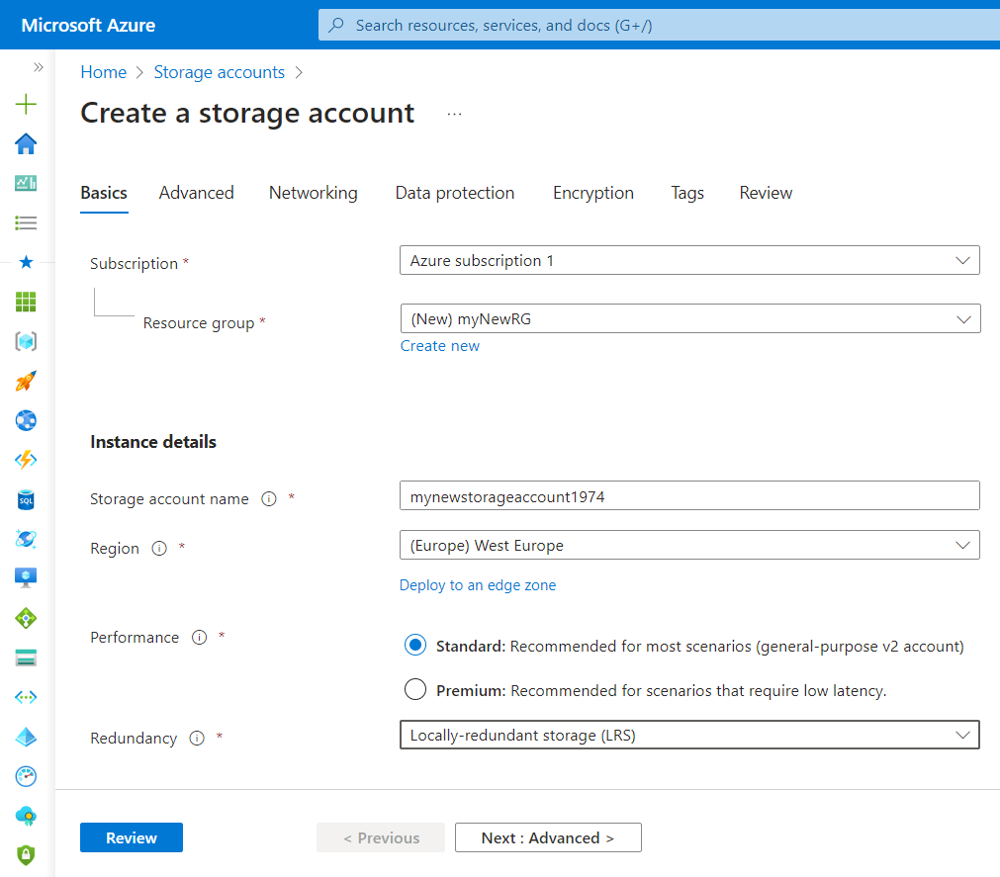 Microsoft Azure
Search resources, services, and docs (G+/)
Home > Storage accounts >
Create a storage account ...
Basics Advanced Networking Data protection Encryption Tags Review
Subscription * Azure subscription 1
Resource group * (New) myNewRG
Create new
Instance details
Storage account name * mynewstorageaccount1974
Region * (Europe) West Europe
Deploy to an edge zone
Performance * Standard: Recommended for most scenarios (general-purpose v2 account)
Premium: Recommended for scenarios that require low latency.
Redundancy * Locally-redundant storage (LRS)
Review < Previous Next : Advanced >
SQL